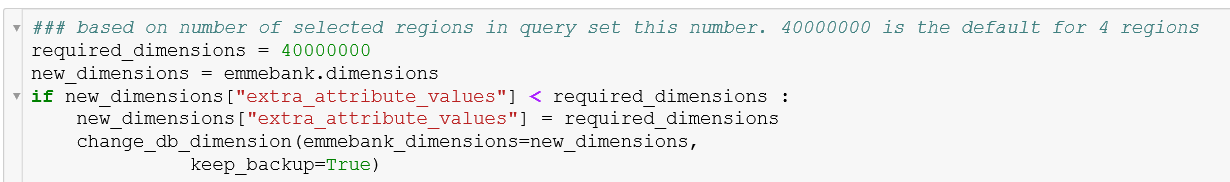 ### based on number of selected regions in query set this number. 40000000 is the default for 4 regions
required_dimensions = 40000000
new_dimensions = emmebank.dimensions
if new_dimensions["extra_attribute_values"] < required_dimensions :
    new_dimensions["extra_attribute_values"] = required_dimensions
    change_db_dimension(emmebank_dimensions=new_dimensions,
              keep_backup=True)